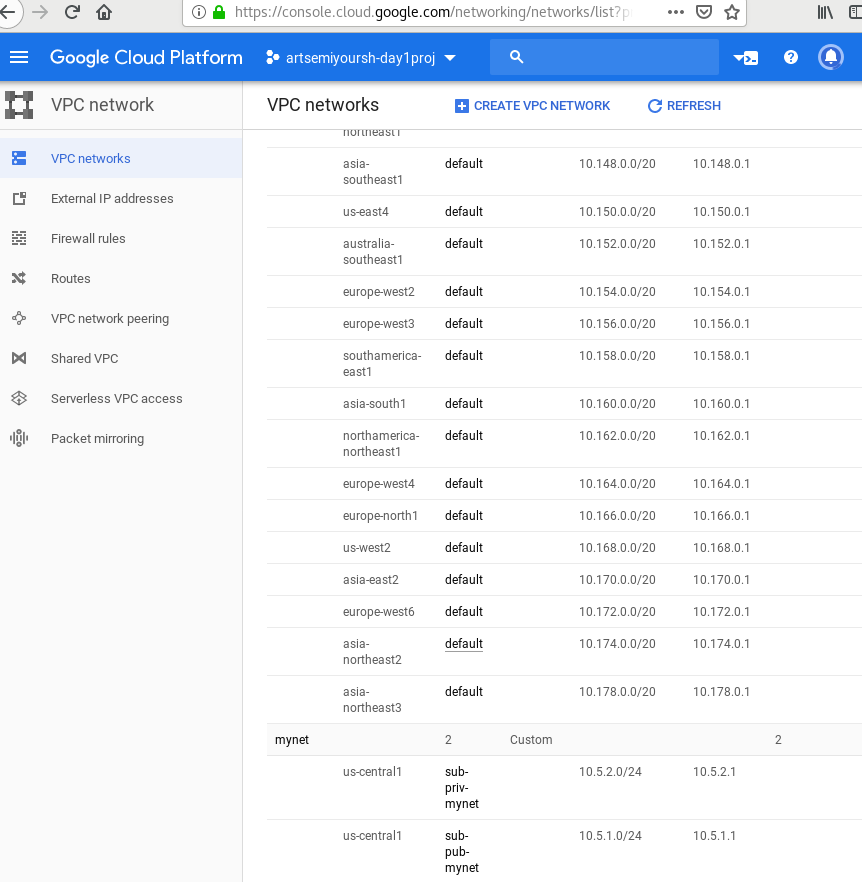 https://console.cloud.google.com/networking/networks/list?p
Google Cloud Platform artsemiyoursh-day1proj
VPC network
VPC networks CREATE VPC NETWORK REFRESH
VPC networks
External IP addresses
Firewall rules
Routes
VPC network peering
Shared VPC
Serverless VPC access
Packet mirroring
northeast1
asia- default 10.148.0.0/20 10.148.0.1
southeast1
us-east4 default 10.150.0.0/20 10.150.0.1
australia- default 10.152.0.0/20 10.152.0.1
southeast1
europe-west2 default 10.154.0.0/20 10.154.0.1
europe-west3 default 10.156.0.0/20 10.156.0.1
southamerica- default 10.158.0.0/20 10.158.0.1
east1
asia-south1 default 10.160.0.0/20 10.160.0.1
northamerica- default 10.162.0.0/20 10.162.0.1
northeast1
europe-west4 default 10.164.0.0/20 10.164.0.1
europe-north1 default 10.166.0.0/20 10.166.0.1
us-west2 default 10.168.0.0/20 10.168.0.1
asia-east2 default 10.170.0.0/20 10.170.0.1
europe-west6 default 10.172.0.0/20 10.172.0.1
asia- default 10.174.0.0/20 10.174.0.1
northeast2
asia- default 10.178.0.0/20 10.178.0.1
northeast3
mynet 2 Custom 2
us-central1 sub- 10.5.2.0/24 10.5.2.1
priv-
mynet
us-central1 sub- 10.5.1.0/24 10.5.1.1
pub-
mynet